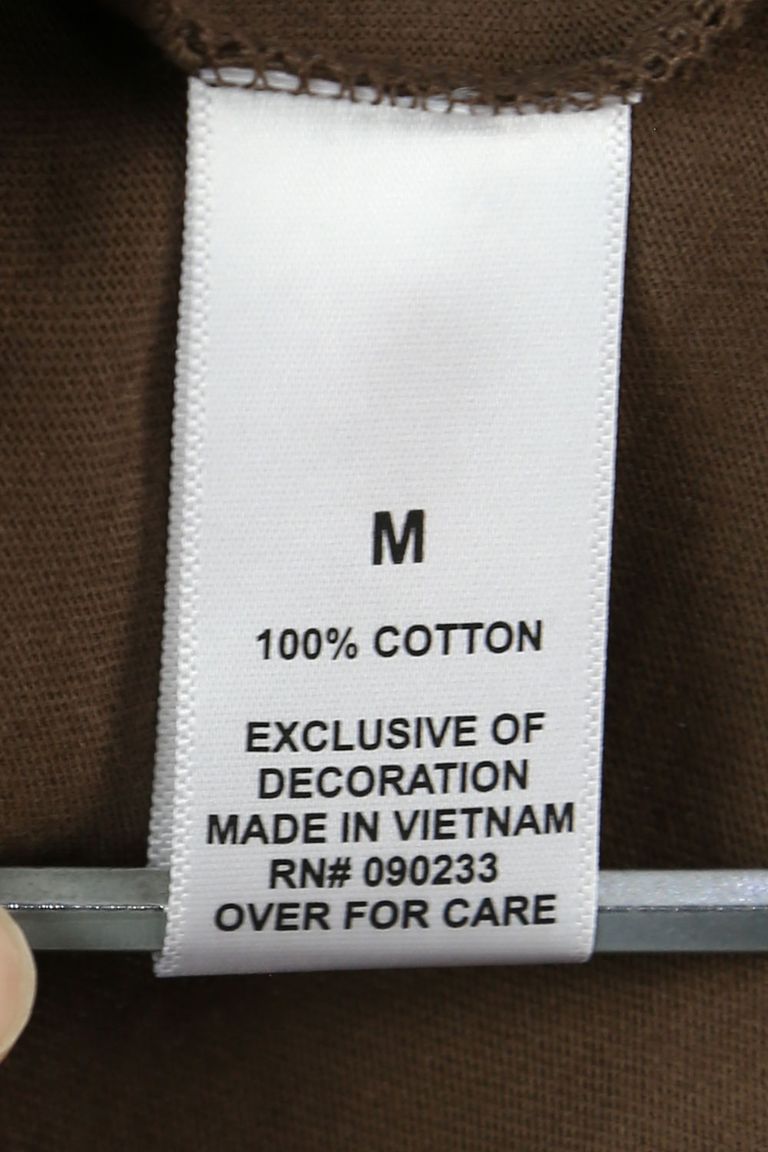 M
100% COTTON
EXCLUSIVE OF
DECORATION
MADE IN VIETNAM
RN# 090233
OVER FOR CARE